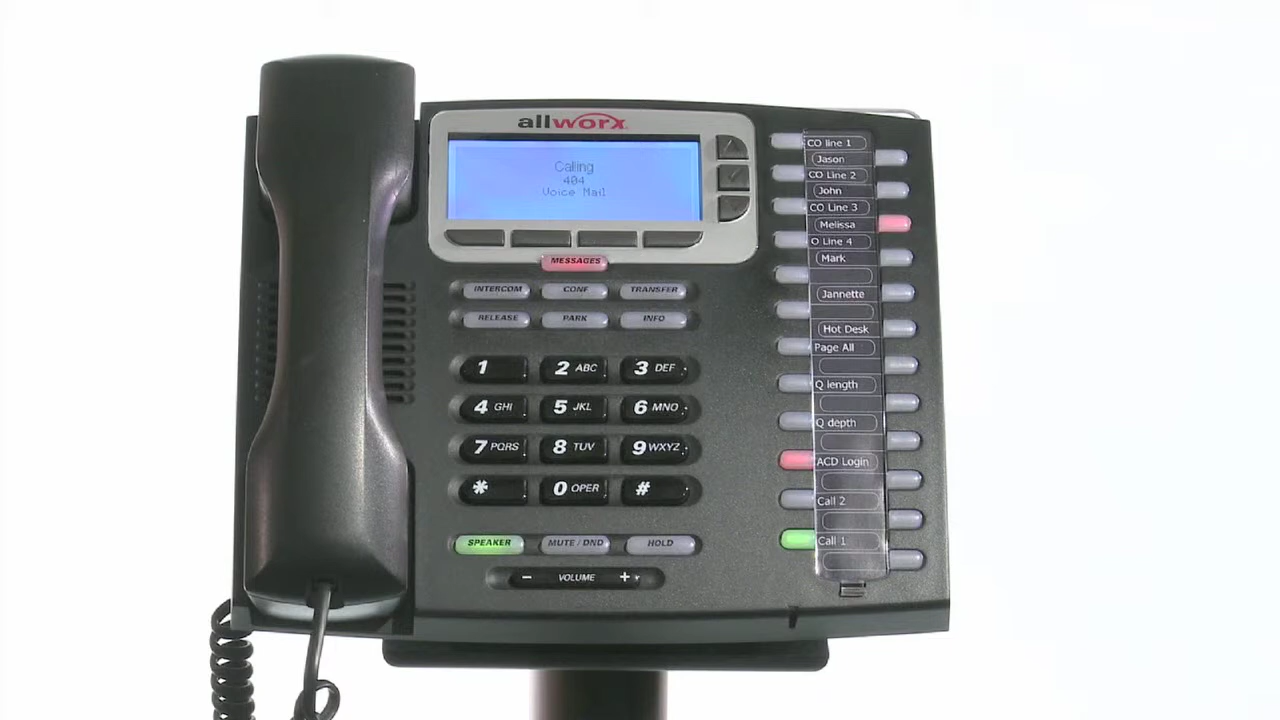 allworx
Calling
404
Voice Mail
MESSAGES
INTERCOM CONF TRANSFER
RELEASE PARK INFO
1 2 ABC 3 DEF
4 GHI 5 JKL 6 MNO
7 PQRS 8 TUV 9 WXYZ
* 0 OPER #
SPEAKER MUTE / DND HOLD
- VOLUME +
CO line 1
Jason
CO Line 2
John
CO Line 3
Melissa
O Line 4
Mark
Jannette
Hot Desk
Page All
Q length
Q depth
ACD Login
Call 2
Call 1